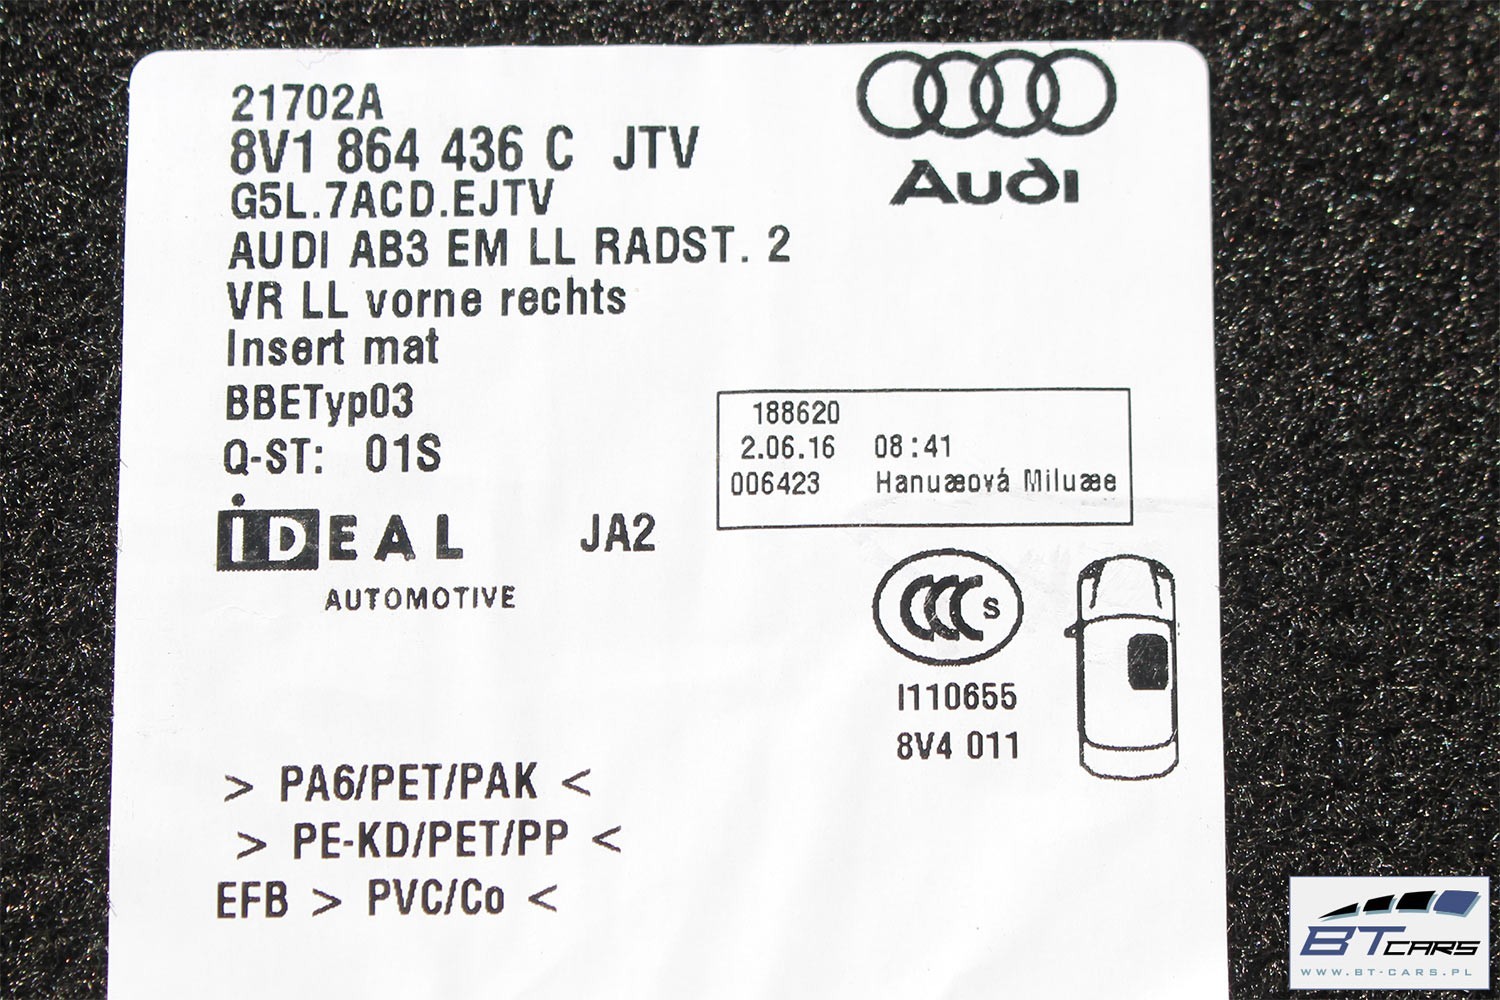 21702A
8V1 864 436 C JTV
G5L.7ACD.EJTV
AUDI AB3 EM LL RADST. 2
VR LL vorne rechts
Insert mat
BBETyp03
Q-ST: 01S
Audi
188620
2.06.16 08:41
006423 Hanuæová Miluæe
iDEAL
AUTOMOTIVE
JA2
CCC S
I110655
8V4 011
> PA6/PET/PAK <
> PE-KD/PET/PP <
EFB > PVC/Co <
BT CARS
WWW.BT-CARS.PL